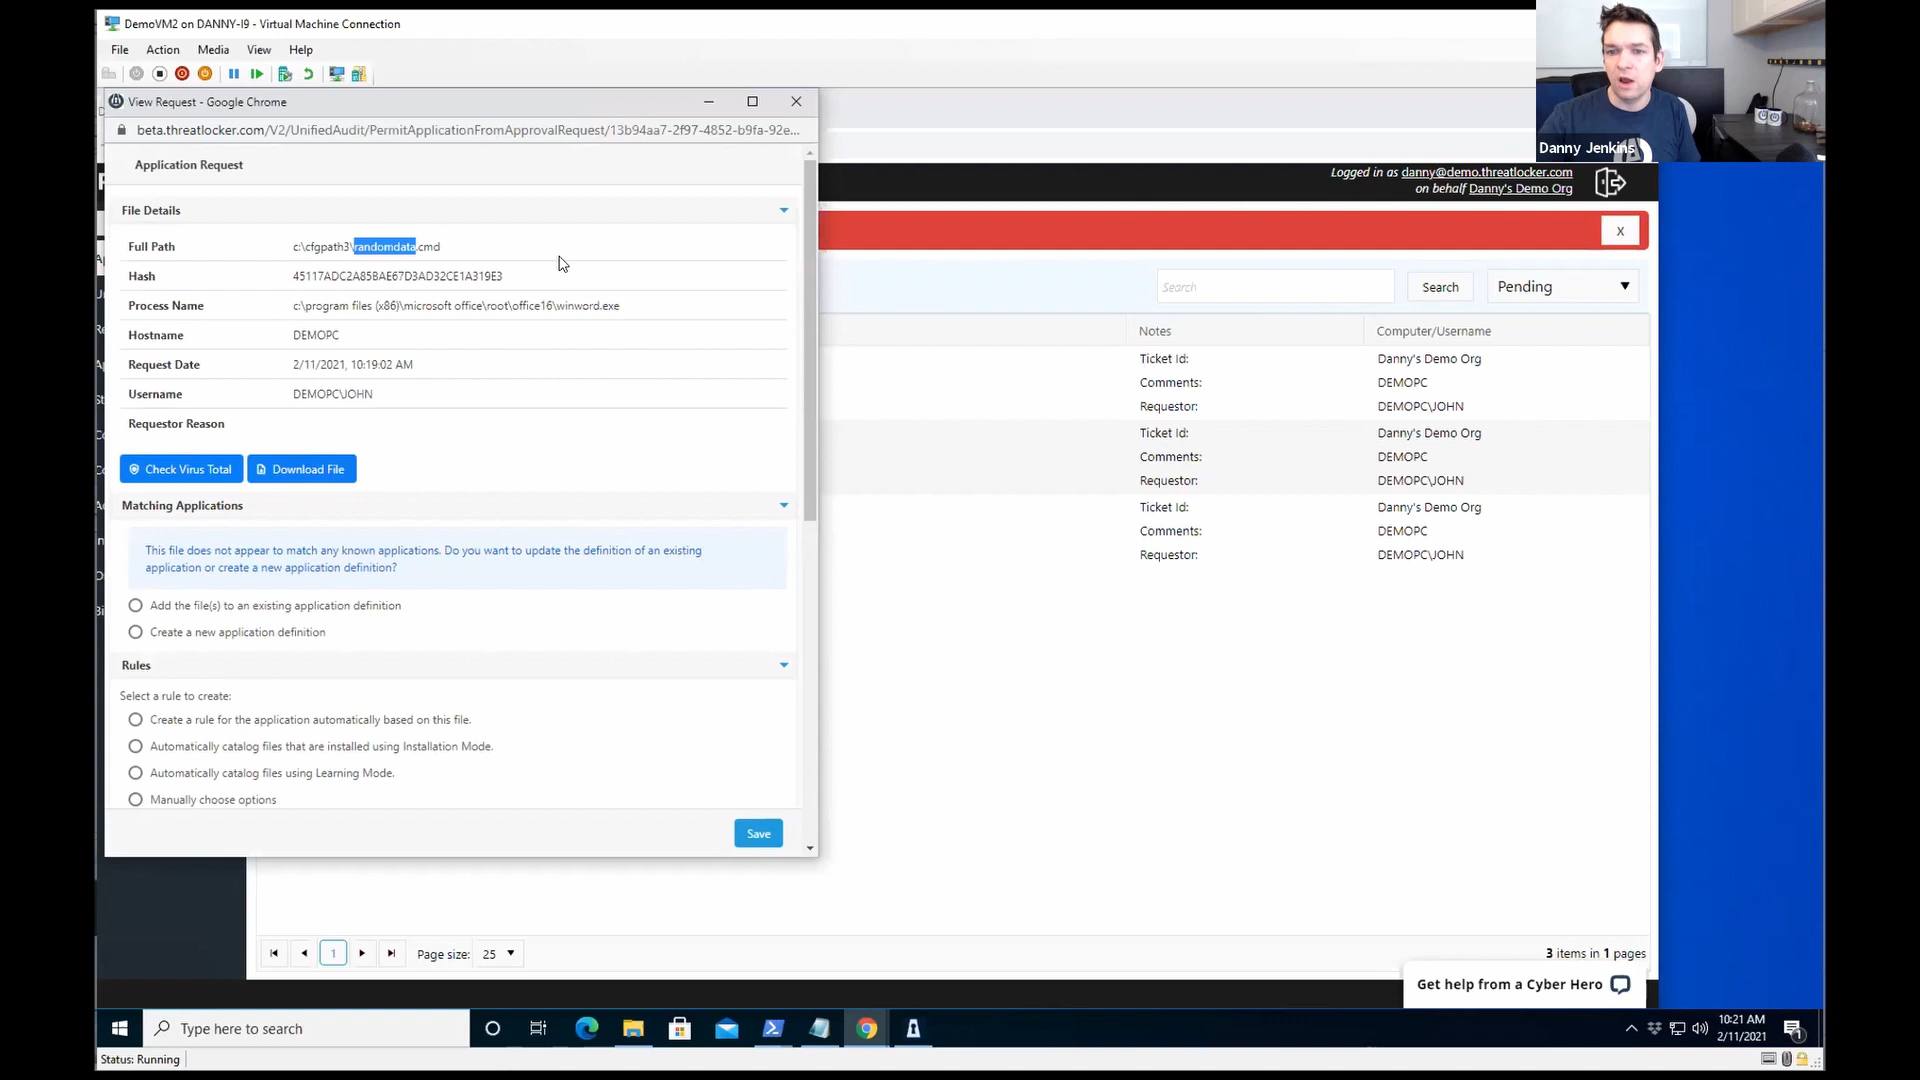 DemoVM2 on DANNY-I9 - Virtual Machine Connection
File Action Media View Help
View Request - Google Chrome
beta.threatlocker.com/V2/UnifiedAudit/PermitApplicationFromApprovalRequest/13b94aa7-2f97-4852-b9fa-92e...
Danny Jenkins
Application Request
Logged in as danny@demo.threatlocker.com
on behalf Danny's Demo Org
File Details
X
Full Path c:\cfgpath3\randomdata.cmd
Hash 45117ADC2A85BAE67D3AD32CE1A319E3
Search Search Pending
Process Name c:\program files (x86)\microsoft office\root\office16\winword.exe
Hostname DEMOPC
Request Date 2/11/2021, 10:19:02 AM
Username DEMOPC\JOHN
Requestor Reason
Check Virus Total Download File
Notes Computer/Username
Ticket Id: Danny's Demo Org
Comments: DEMOPC
Requestor: DEMOPC\JOHN
Ticket Id: Danny's Demo Org
Comments: DEMOPC
Requestor: DEMOPC\JOHN
Ticket Id: Danny's Demo Org
Comments: DEMOPC
Requestor: DEMOPC\JOHN
Matching Applications
This file does not appear to match any known applications. Do you want to update the definition of an existing
application or create a new application definition?
Add the file(s) to an existing application definition
Create a new application definition
Rules
Select a rule to create:
Create a rule for the application automatically based on this file.
Automatically catalog files that are installed using Installation Mode.
Automatically catalog files using Learning Mode.
Manually choose options
Save
1 Page size: 25
3 items in 1 pages
Get help from a Cyber Hero
Type here to search
10:21 AM
2/11/2021
1
Status: Running